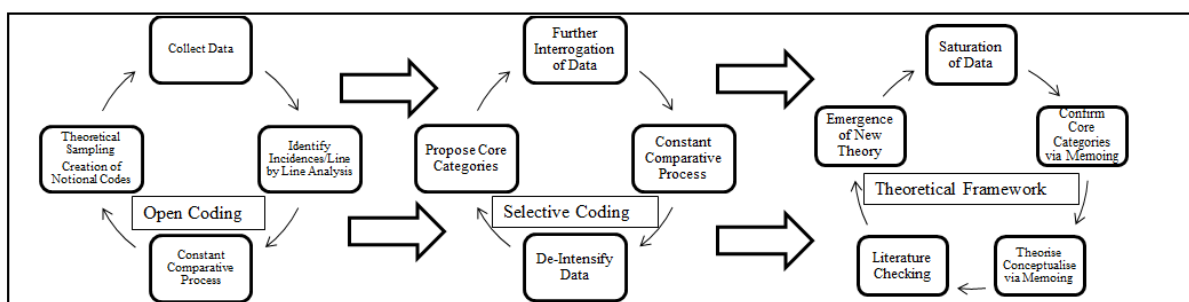 Collect Data
Theoretical
Sampling
Creation of
Notional Codes
Identify
Incidences/Line
by Line Analysis
Open Coding
Constant
Comparative
Process
Further
Interrogation
of Data
Propose Core
Categories
Constant
Comparative
Process
Selective Coding
De-Intensify
Data
Saturation
of Data
Emergence
of New
Theory
Confirm
Core
Categories
via Memoing
Theoretical Framework
Literature
Checking
Theorise
Conceptualise
via Memoing